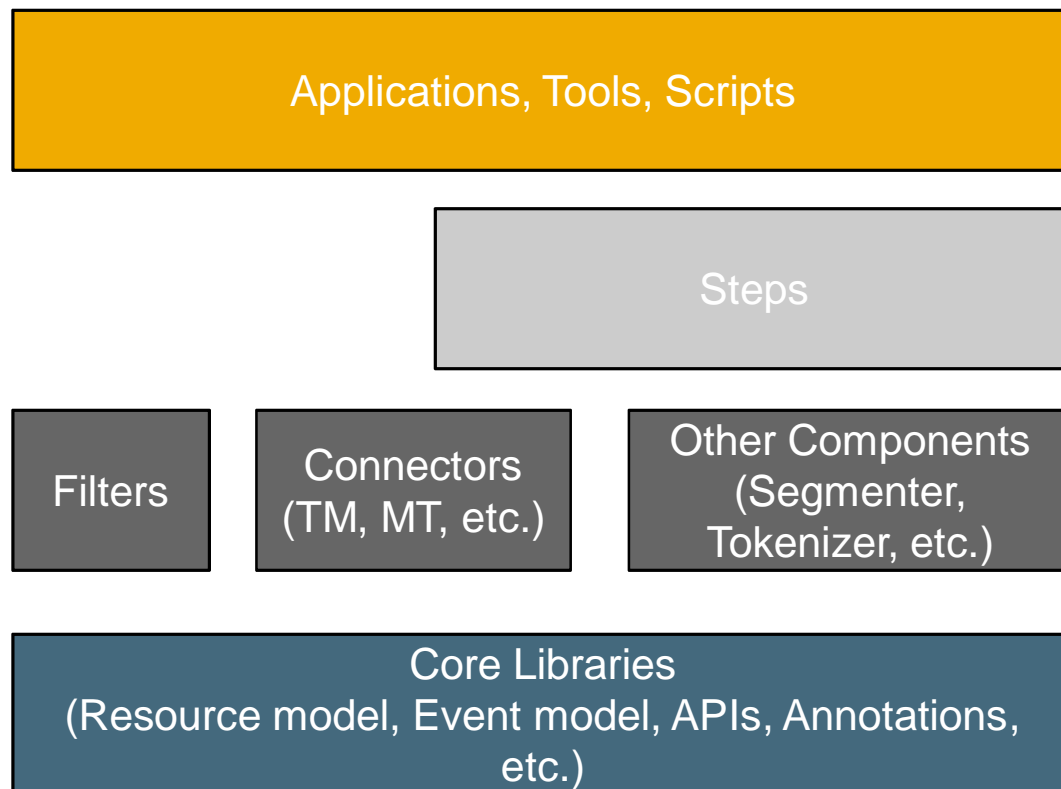 Applications, Tools, Scripts
Steps
Filters
Connectors
(TM, MT, etc.)
Other Components
(Segmenter,
Tokenizer, etc.)
Core Libraries
(Resource model, Event model, APIs, Annotations,
etc.)